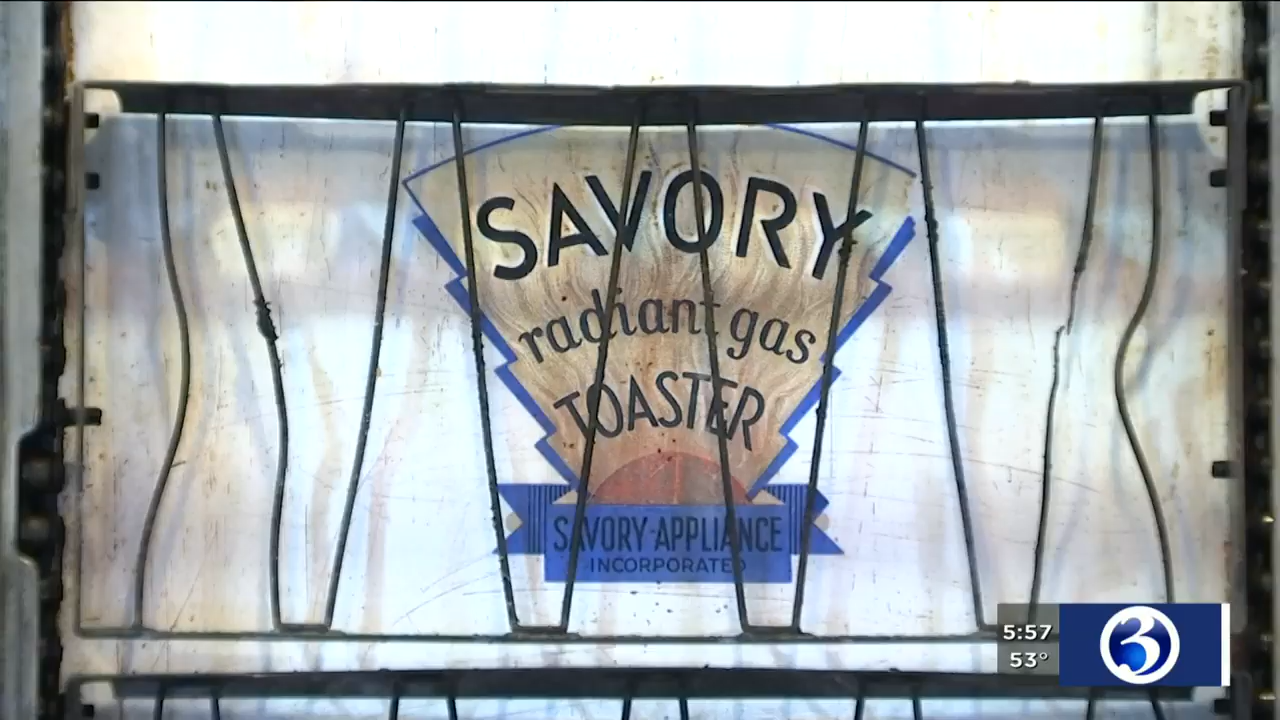 SAVORY
radiant gas
TOASTER
SAVORY APPLIANCE
INCORPORATED
5:57
53°
3